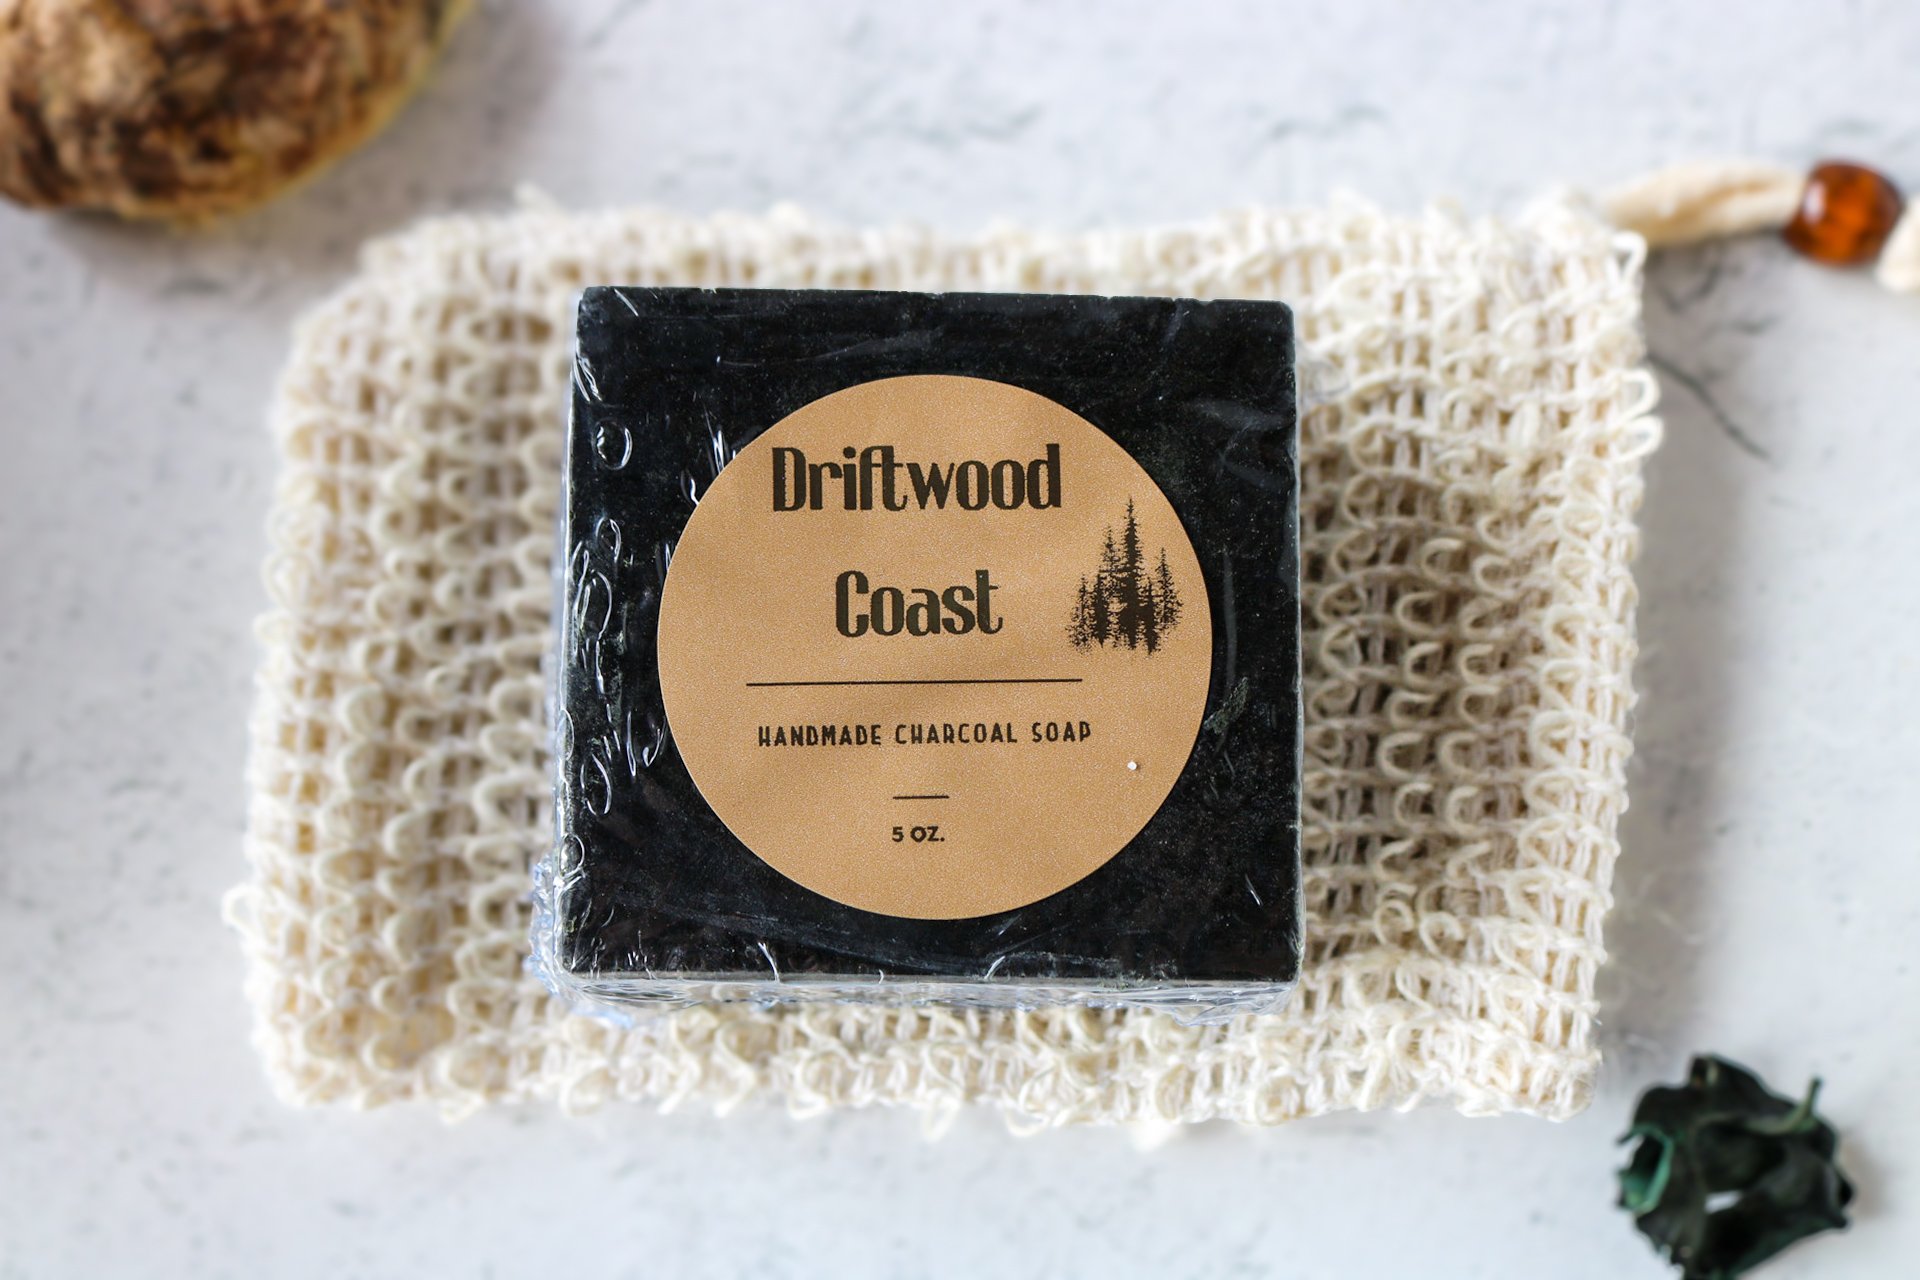 Driftwood
Coast
HANDMADE CHARCOAL SOAP
5 OZ.